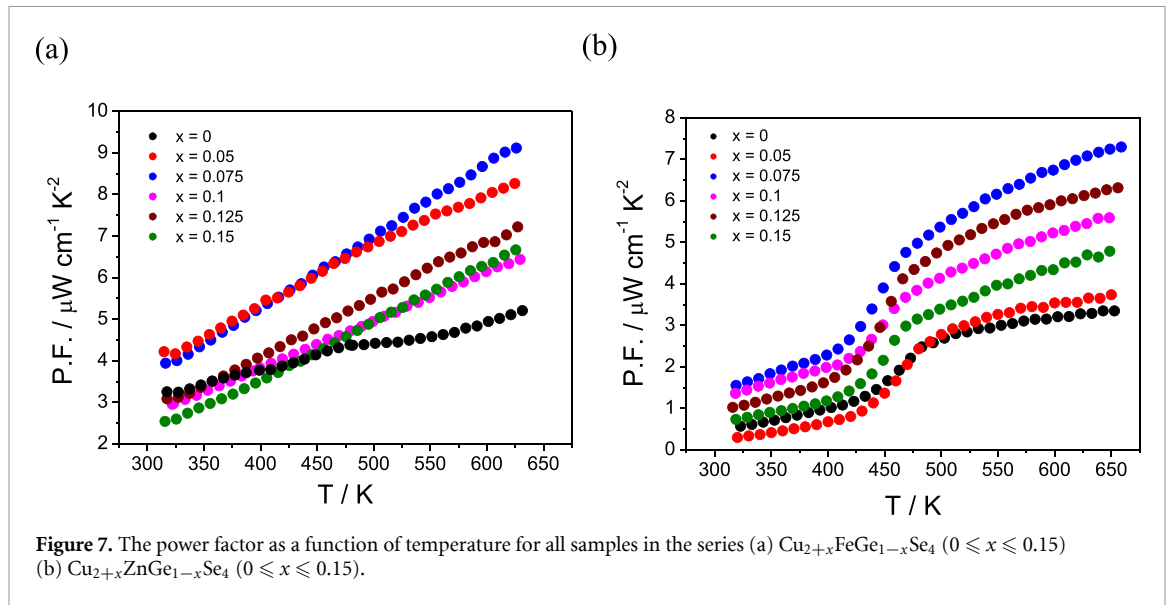 (a)
(b)
10
9
8
7
6
5
4
3
2
300 350 400 450 500 550 600 650
P.F. / μW cm⁻¹ K⁻²
T / K
x = 0
x = 0.05
x = 0.075
x = 0.1
x = 0.125
x = 0.15
8
7
6
5
4
3
2
1
0
300 350 400 450 500 550 600 650
P.F. / μW cm⁻¹ K⁻²
T / K
x = 0
x = 0.05
x = 0.075
x = 0.1
x = 0.125
x = 0.15
Figure 7. The power factor as a function of temperature for all samples in the series (a) Cu₂₊ₓFeGe₁₋ₓSe₄ (0 ⩽ x ⩽ 0.15)
(b) Cu₂₊ₓZnGe₁₋ₓSe₄ (0 ⩽ x ⩽ 0.15).